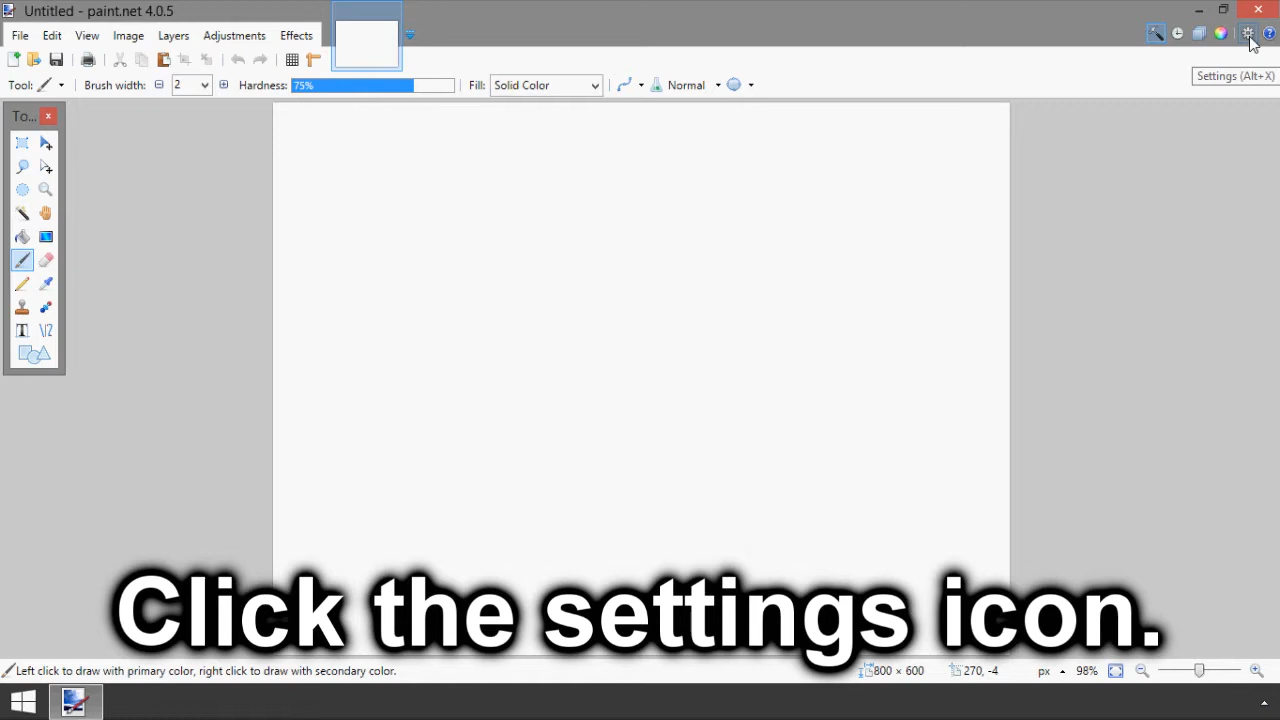 Untitled - paint.net 4.0.5
File Edit View Image Layers Adjustments Effects
Settings (Alt+X)
Tool: Brush width: 2 Hardness: 75% Fill: Solid Color Normal
To...
Click the settings icon.
Left click to draw with primary color, right click to draw with secondary color. 800 × 600 270, -4 px 98%